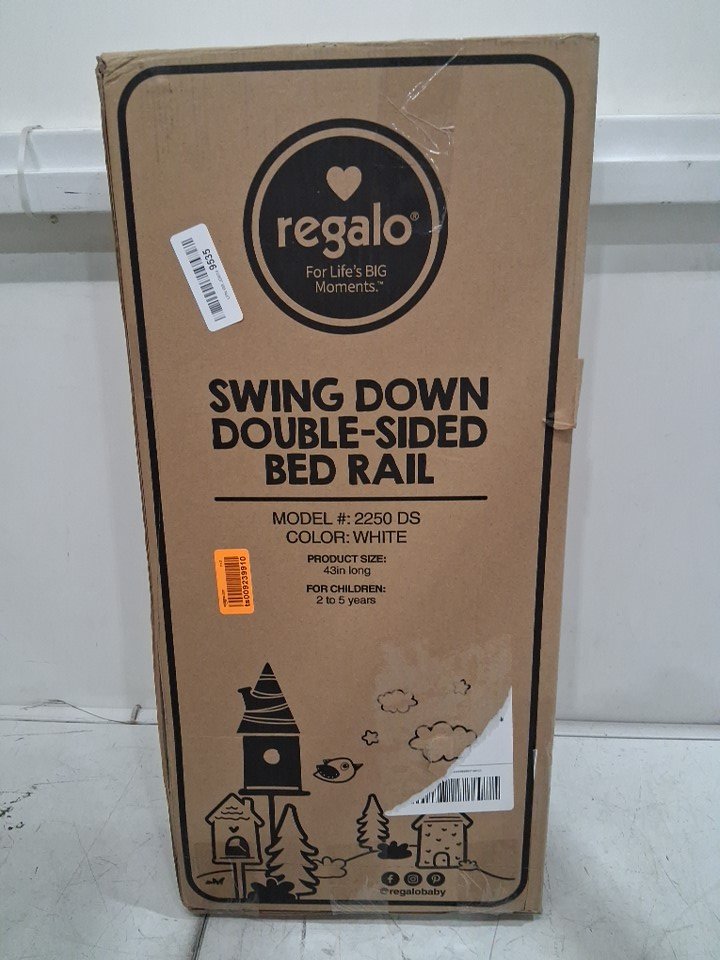 regalo®
For Life's BIG
Moments.™
9535
SWING DOWN
DOUBLE-SIDED
BED RAIL
MODEL #: 2250 DS
COLOR: WHITE
PRODUCT SIZE:
43in long
FOR CHILDREN:
2 to 5 years
ts009239910
@regalobaby